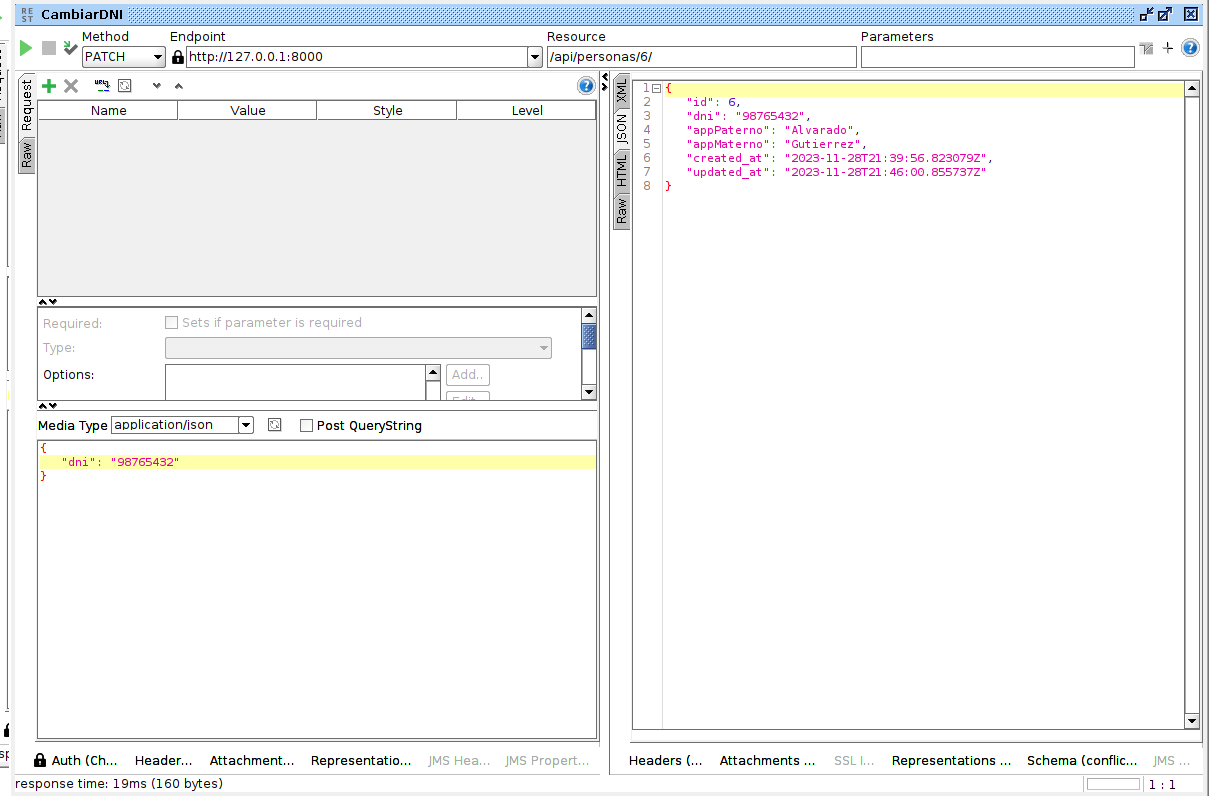 RE
ST
CambiarDNI
Method
Endpoint
Resource
Parameters
PATCH
http://127.0.0.1:8000
/api/personas/6/
Request
Raw
Name
Value
Style
Level
Required:
Sets if parameter is required
Type:
Options:
Add..
Edit..
Media Type
application/json
Post QueryString
{
"dni": "98765432"
}
Auth (Ch...
Header...
Attachment...
Representatio...
JMS Hea...
JMS Propert...
XML
JSON
HTML
Raw
1 {
2 "id": 6,
3 "dni": "98765432",
4 "appPaterno": "Alvarado",
5 "appMaterno": "Gutierrez",
6 "created_at": "2023-11-28T21:39:56.823079Z",
7 "updated_at": "2023-11-28T21:46:00.855737Z"
8 }
Headers (...
Attachments ...
SSL I...
Representations ...
Schema (conflic...
JMS ...
response time: 19ms (160 bytes)
1 : 1